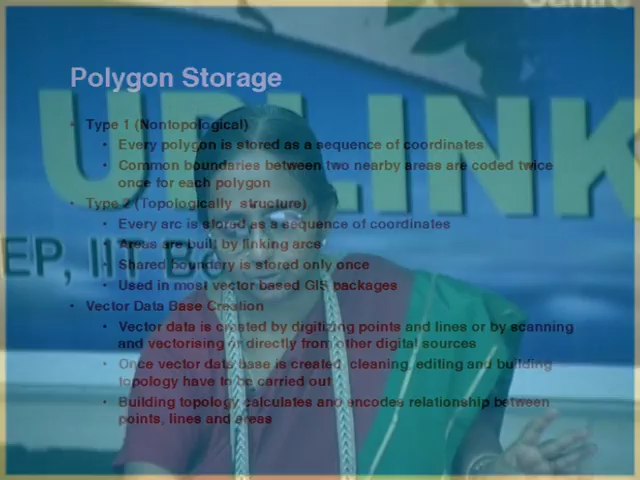 Centre
Polygon Storage
UPLINK
• Type 1 (Nontopological)
• Every polygon is stored as a sequence of coordinates
• Common boundaries between two nearby areas are coded twice
once for each polygon
• Type 2 (Topologically structure)
• Every arc is stored as a sequence of coordinates
EP, IIT Bo
• Areas are built by linking arcs
• Shared boundary is stored only once
• Used in most vector based GIS packages
• Vector Data Base Creation
• Vector data is created by digitizing points and lines or by scanning
and vectorising or directly from other digital sources
• Once vector data base is created, cleaning, editing and building
topology have to be carried out
• Building topology calculates and encodes relationship between
points, lines and areas